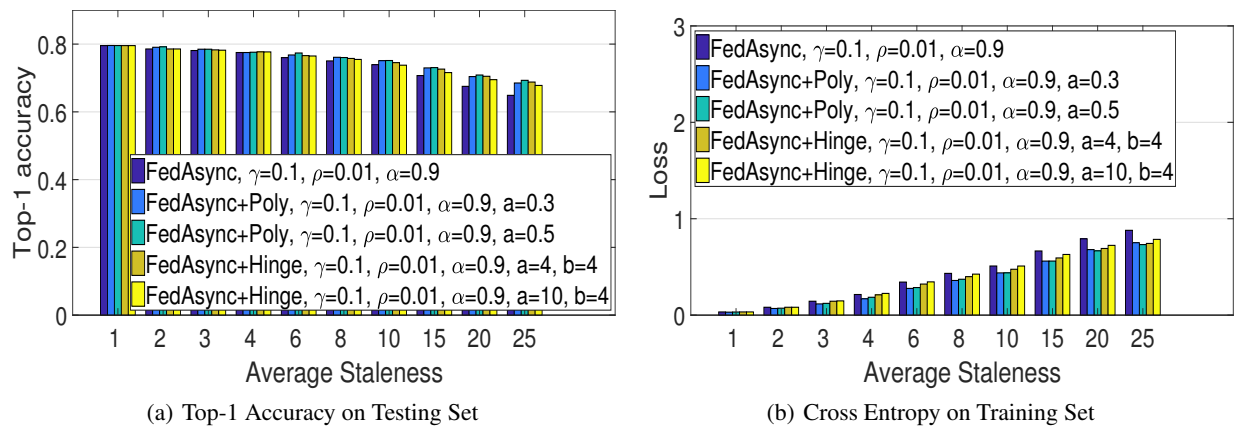 0.8
0.6
0.4
0.2
0
Top-1 accuracy
FedAsync, γ=0.1, ρ=0.01, α=0.9
FedAsync+Poly, γ=0.1, ρ=0.01, α=0.9, a=0.3
FedAsync+Poly, γ=0.1, ρ=0.01, α=0.9, a=0.5
FedAsync+Hinge, γ=0.1, ρ=0.01, α=0.9, a=4, b=4
FedAsync+Hinge, γ=0.1, ρ=0.01, α=0.9, a=10, b=4
1 2 3 4 6 8 10 15 20 25
Average Staleness
(a) Top-1 Accuracy on Testing Set
3
2
1
0
Loss
FedAsync, γ=0.1, ρ=0.01, α=0.9
FedAsync+Poly, γ=0.1, ρ=0.01, α=0.9, a=0.3
FedAsync+Poly, γ=0.1, ρ=0.01, α=0.9, a=0.5
FedAsync+Hinge, γ=0.1, ρ=0.01, α=0.9, a=4, b=4
FedAsync+Hinge, γ=0.1, ρ=0.01, α=0.9, a=10, b=4
1 2 3 4 6 8 10 15 20 25
Average Staleness
(b) Cross Entropy on Training Set